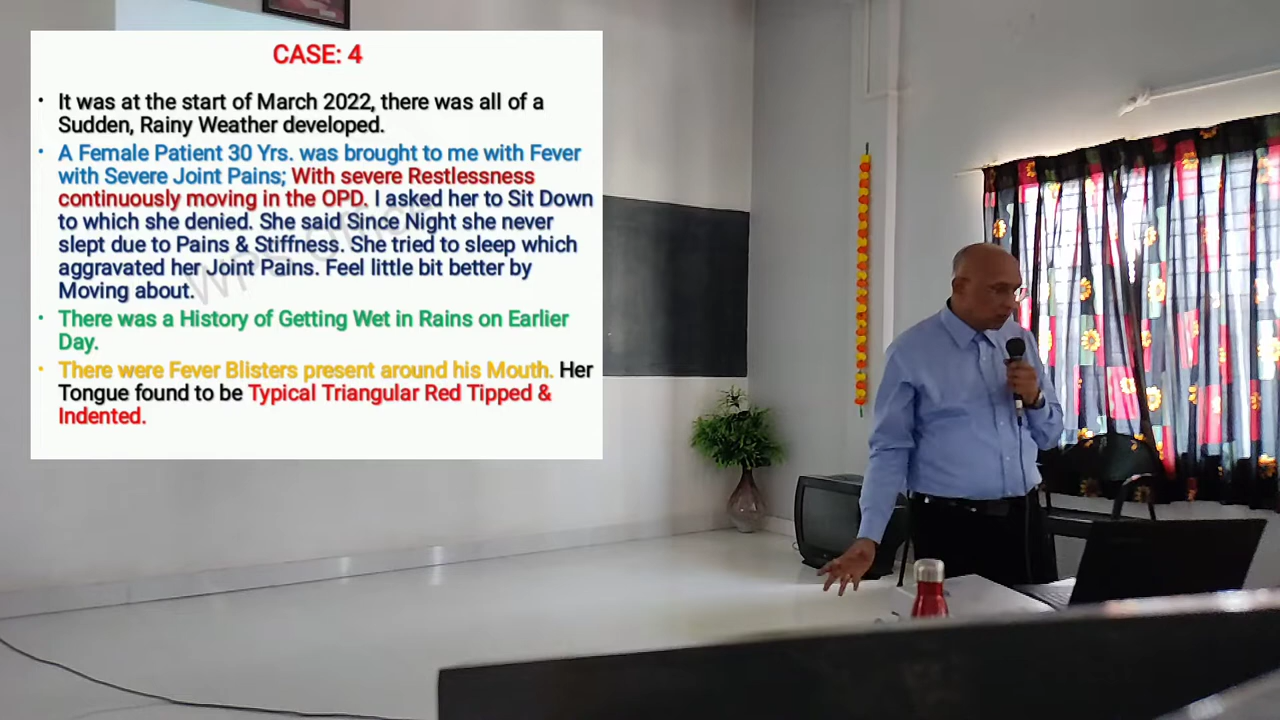 CASE: 4
• It was at the start of March 2022, there was all of a
Sudden, Rainy Weather developed.
• A Female Patient 30 Yrs. was brought to me with Fever
with Severe Joint Pains; With severe Restlessness
continuously moving in the OPD. I asked her to Sit Down
to which she denied. She said Since Night she never
slept due to Pains & Stiffness. She tried to sleep which
aggravated her Joint Pains. Feel little bit better by
Moving about.
• There was a History of Getting Wet in Rains on Earlier
Day.
• There were Fever Blisters present around his Mouth. Her
Tongue found to be Typical Triangular Red Tipped &
Indented.